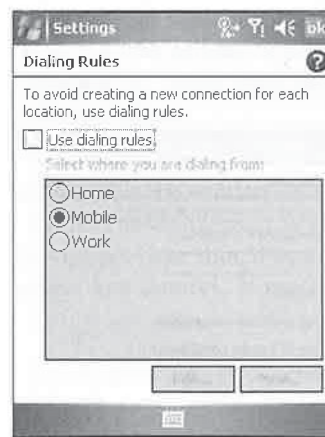 Settings
ok
Dialing Rules
?
To avoid creating a new connection for each
location, use dialing rules.
Use dialing rules
Select where you are dialing from:
Home
Mobile
Work